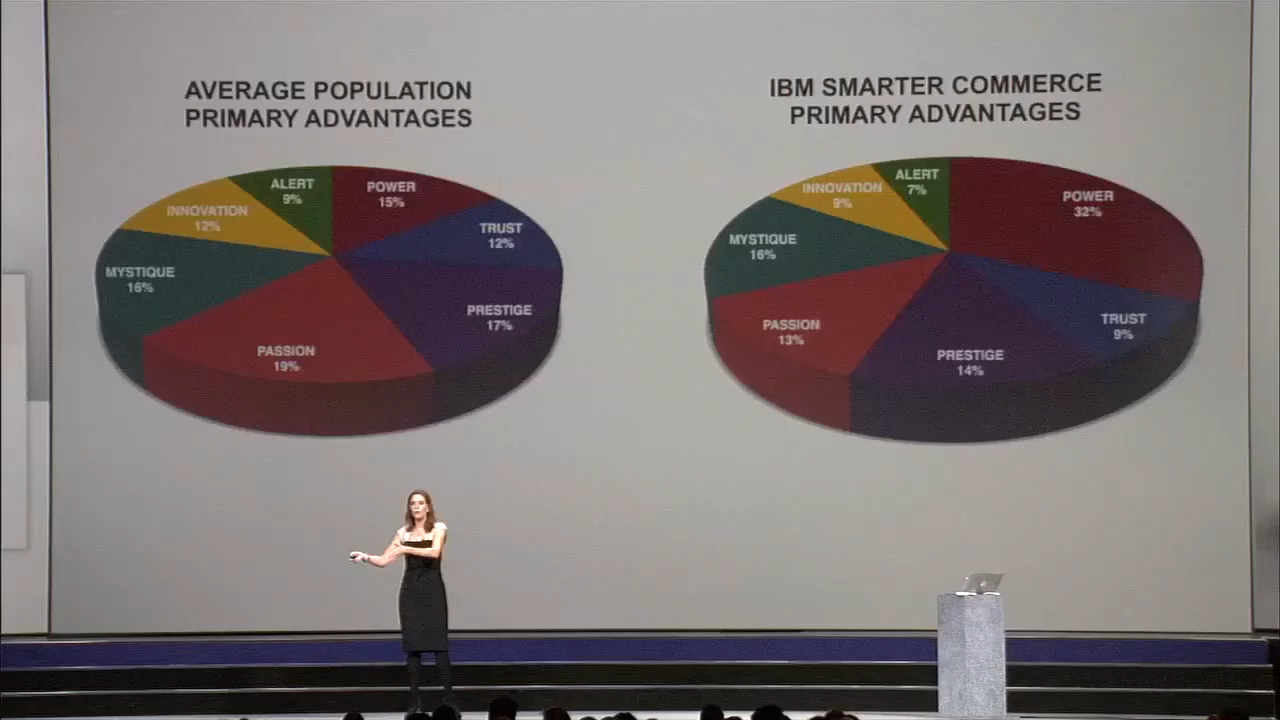 AVERAGE POPULATION
PRIMARY ADVANTAGES
ALERT
9%
POWER
15%
INNOVATION
12%
TRUST
12%
MYSTIQUE
16%
PRESTIGE
17%
PASSION
19%
IBM SMARTER COMMERCE
PRIMARY ADVANTAGES
ALERT
7%
INNOVATION
9%
POWER
32%
MYSTIQUE
16%
PASSION
13%
TRUST
9%
PRESTIGE
14%